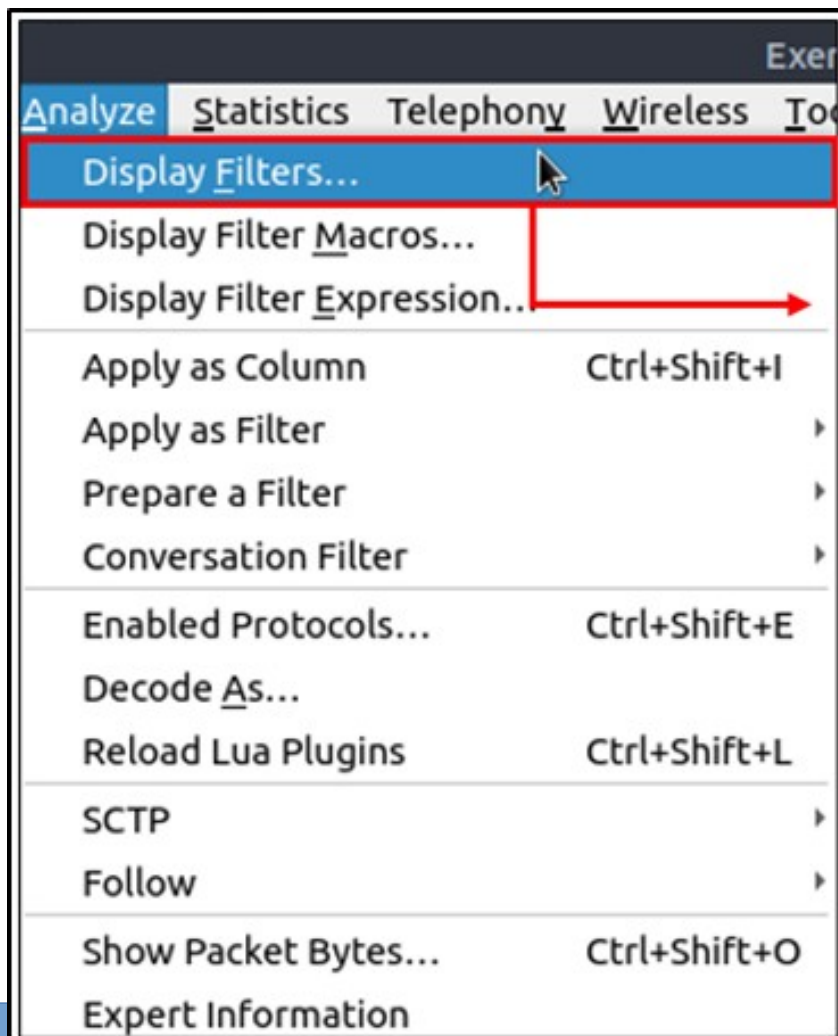 Exer
Analyze Statistics Telephony Wireless Too
Display Filters...
Display Filter Macros...
Display Filter Expression...
Apply as Column Ctrl+Shift+I
Apply as Filter
Prepare a Filter
Conversation Filter
Enabled Protocols... Ctrl+Shift+E
Decode As...
Reload Lua Plugins Ctrl+Shift+L
SCTP
Follow
Show Packet Bytes... Ctrl+Shift+O
Expert Information